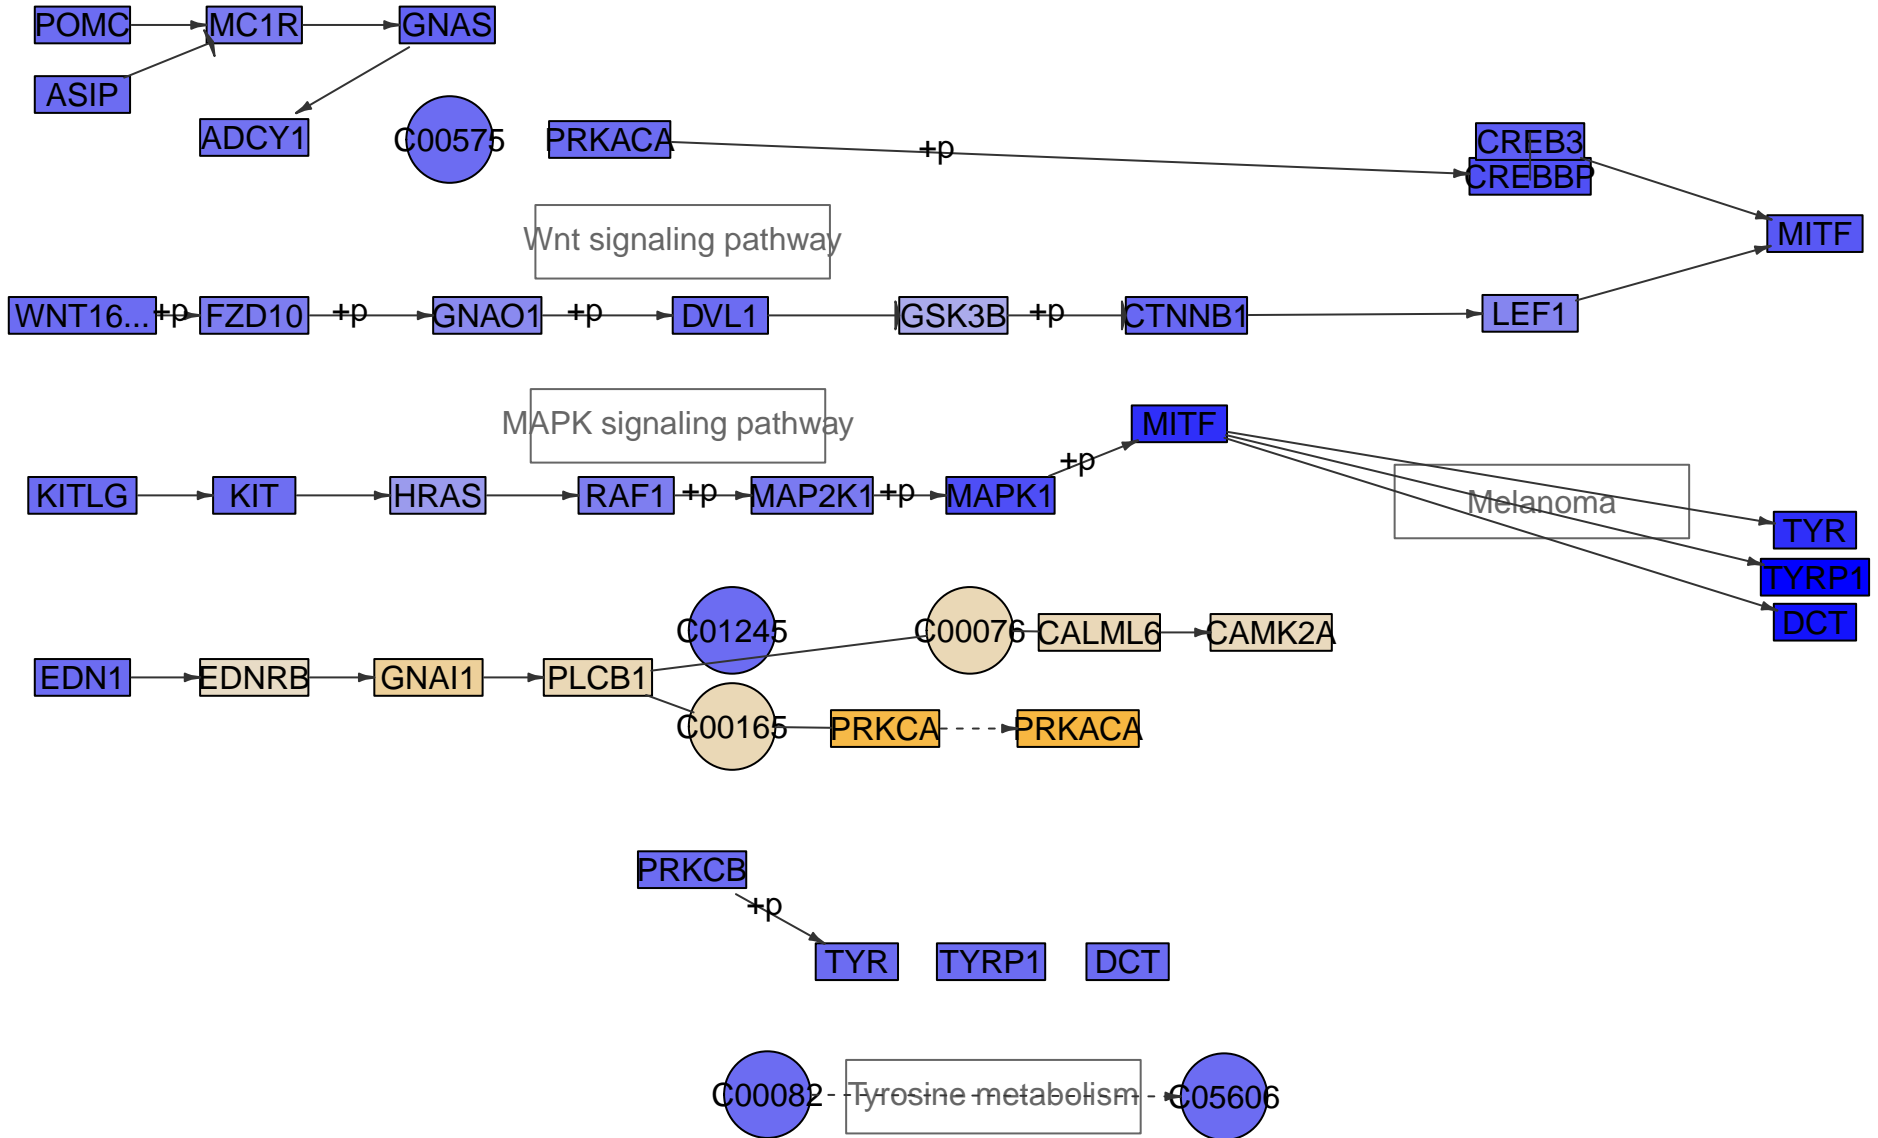 POMC
MC1R
GNAS
ASIP
ADCY1
C00575
PRKACA
+p
CREB3
CREBBP
Wnt signaling pathway
MITF
WNT16...
+p
FZD10
+p
GNAO1
+p
DVL1
GSK3B
+p
CTNNB1
LEF1
MAPK signaling pathway
MITF
+p
KITLG
KIT
HRAS
RAF1
+p
MAP2K1
+p
MAPK1
Melanoma
TYR
TYRP1
DCT
C01245
C00076
CALML6
CAMK2A
EDN1
EDNRB
GNAI1
PLCB1
C00165
PRKCA
PRKACA
PRKCB
+p
TYR
TYRP1
DCT
C00082
Tyrosine metabolism
C05606